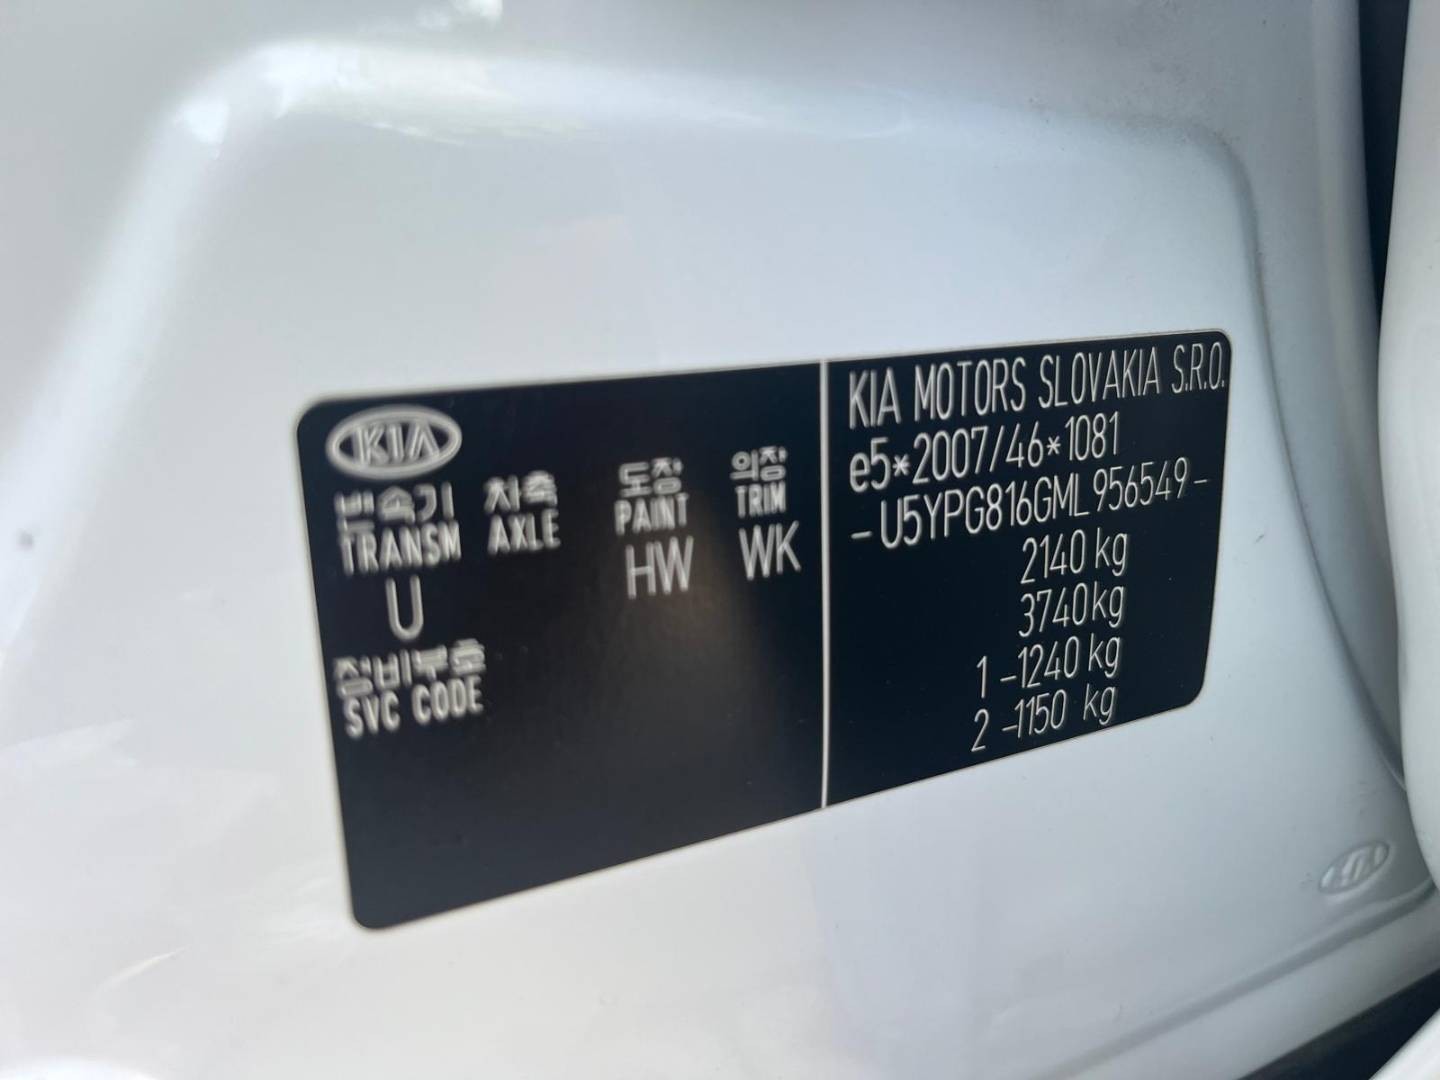 KIA
변속기 차축 도장 의장
TRANSM AXLE PAINT TRIM
U HW WK
장비부호
SVC CODE
KIA MOTORS SLOVAKIA S.R.O.
e5*2007/46*1081
-U5YPG816GML956549-
2140 kg
3740 kg
1 -1240 kg
2 -1150 kg
KIA